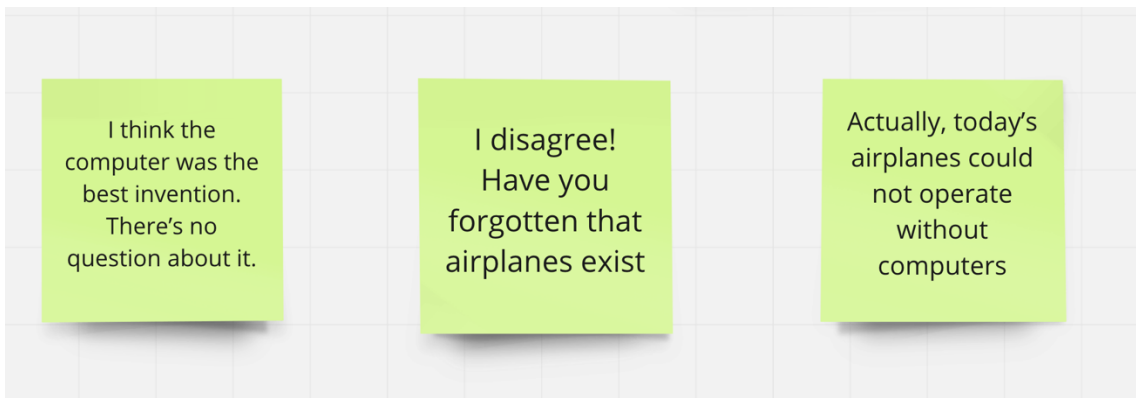 I think the
computer was the
best invention.
There's no
question about it.
I disagree!
Have you
forgotten that
airplanes exist
Actually, today's
airplanes could
not operate
without
computers